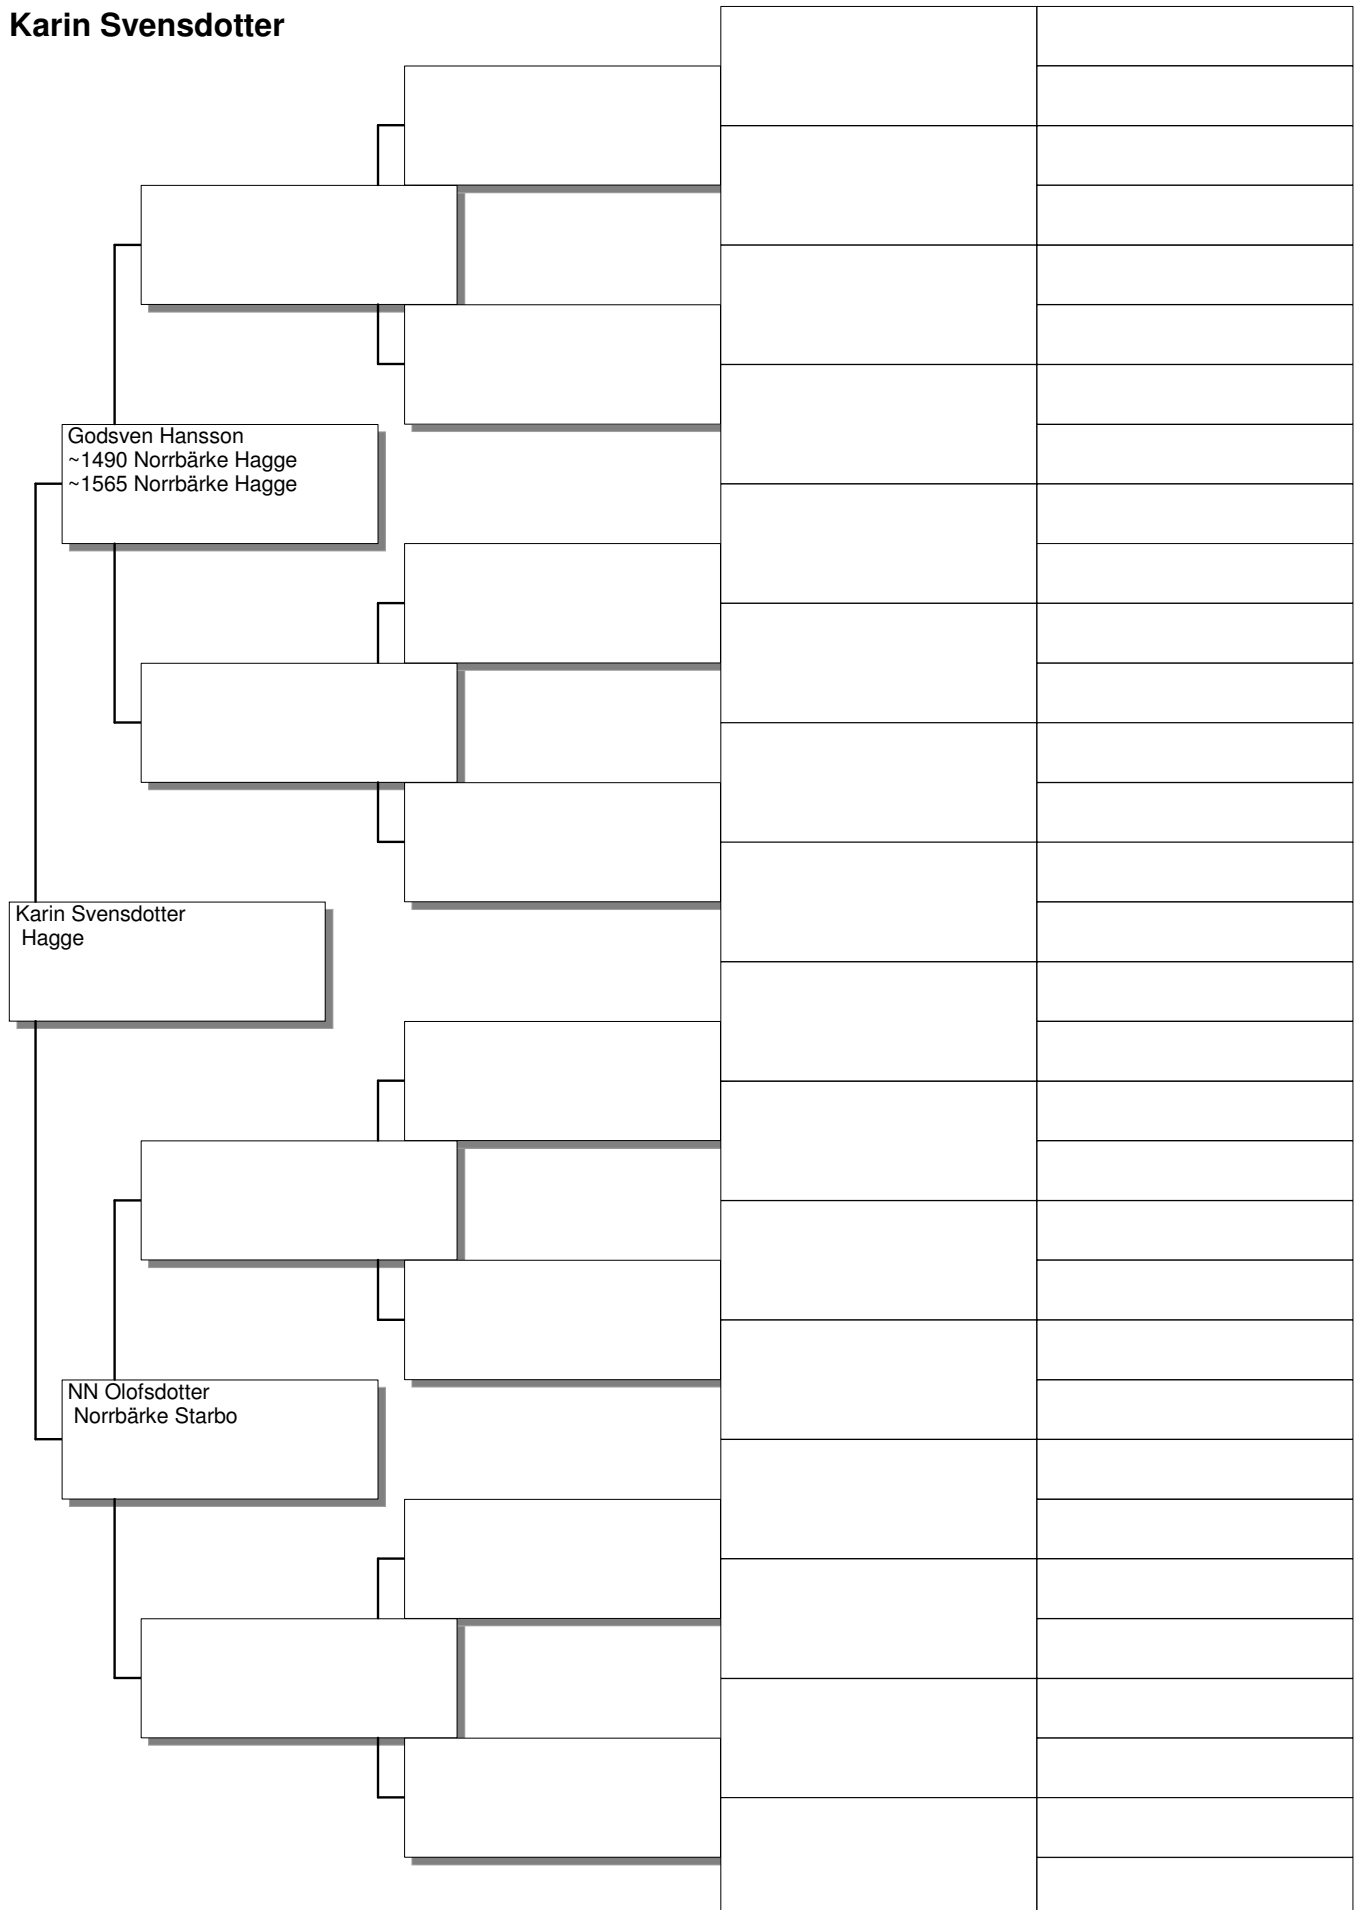 Karin Svensdotter
Godsven Hansson
~1490 Norrbärke Hagge
~1565 Norrbärke Hagge
Karin Svensdotter
Hagge
NN Olofsdotter
Norrbärke Starbo